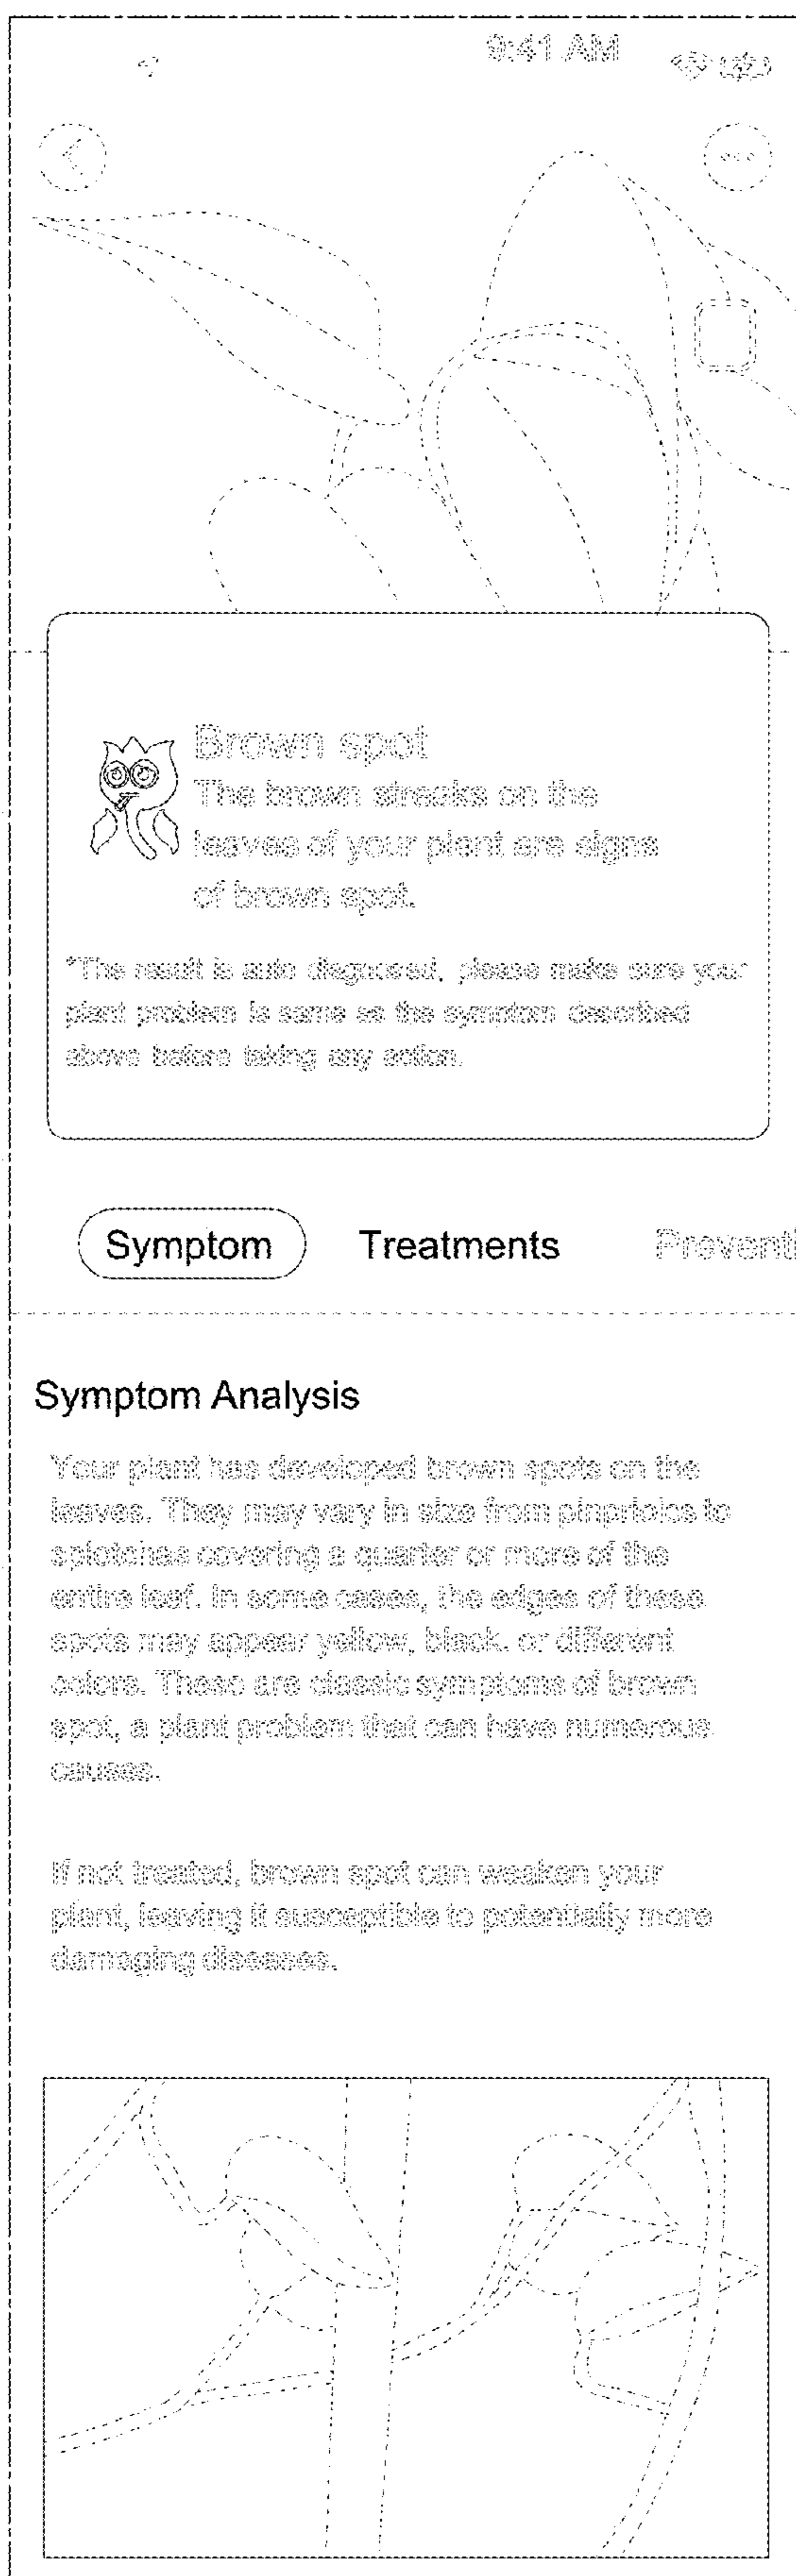 9:41 AM
Brown spot
The brown streaks on the
leaves of your plant are signs
of brown spot.
*The result is auto diagnosed, please make sure your
plant problem is same as the symptom described
above before taking any action.
Symptom Treatments Preventi
Symptom Analysis
Your plant has developed brown spots on the
leaves. They may vary in size from pinpricks to
splotches covering a quarter or more of the
entire leaf. In some cases, the edges of these
spots may appear yellow, black, or different
colors. These are classic symptoms of brown
spot, a plant problem that can have numerous
causes.
If not treated, brown spot can weaken your
plant, leaving it susceptible to potentially more
damaging diseases.